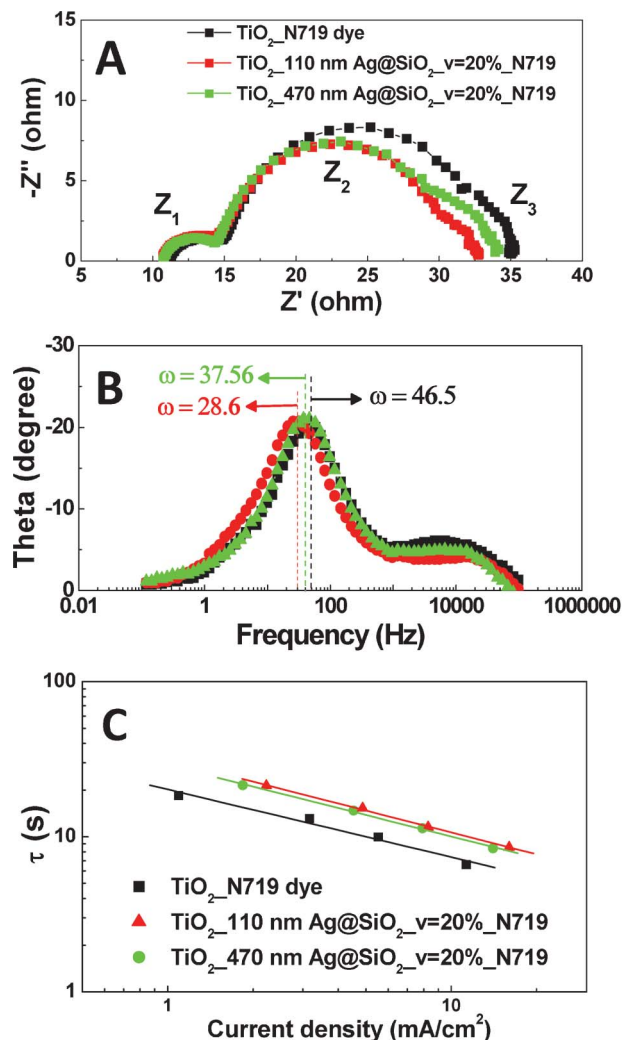 A
TiO₂_N719 dye
TiO₂_110 nm Ag@SiO₂_v=20%_N719
TiO₂_470 nm Ag@SiO₂_v=20%_N719
Z₁
Z₂
Z₃
-Z'' (ohm)
15
10
5
0
5 10 15 20 25 30 35 40
Z' (ohm)
B
ω = 37.56
ω = 28.6
ω = 46.5
Theta (degree)
-30
-20
-10
0
0.01 1 100 10000 1000000
Frequency (Hz)
C
τ (s)
100
10
1
TiO₂_N719 dye
TiO₂_110 nm Ag@SiO₂_v=20%_N719
TiO₂_470 nm Ag@SiO₂_v=20%_N719
1 10
Current density (mA/cm²)